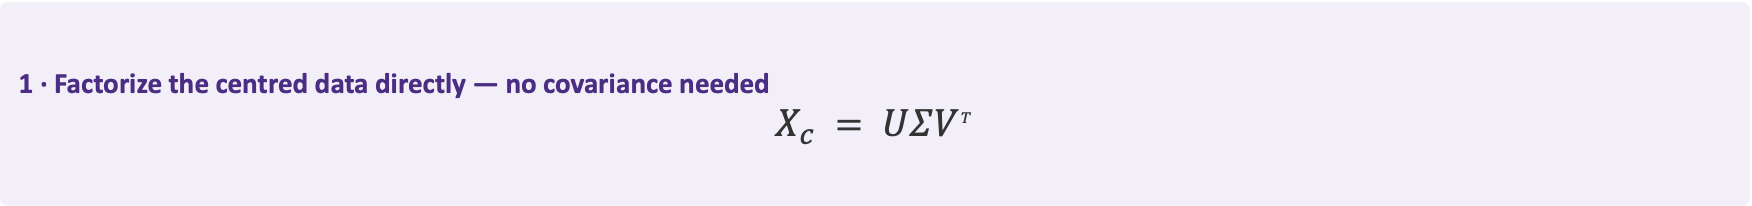 1 · Factorize the centred data directly — no covariance needed
X_c = UΣV^T